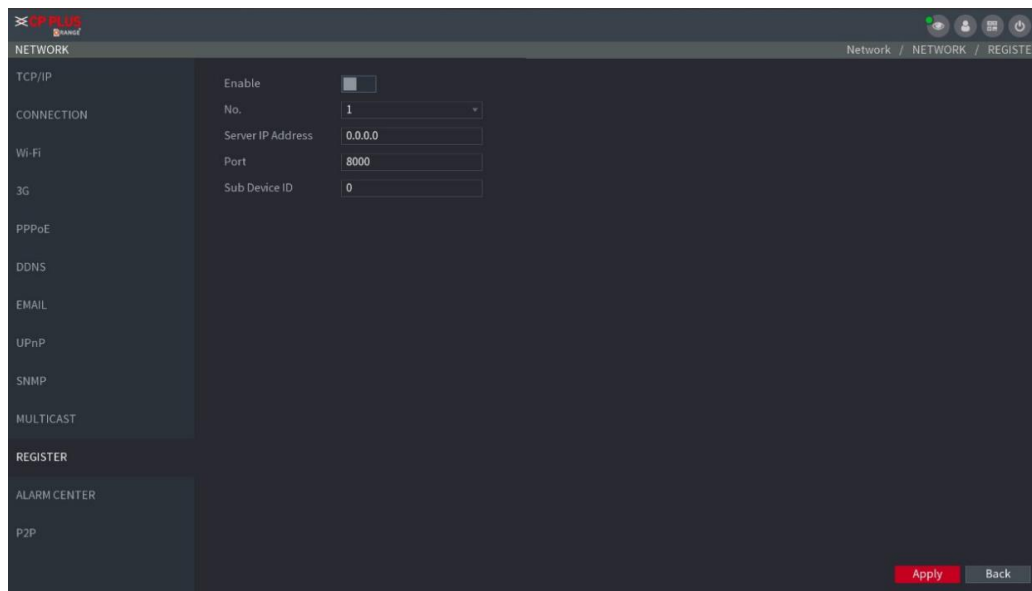 CP PLUS
ORANGE
NETWORK
Network / NETWORK / REGISTE
TCP/IP
CONNECTION
Wi-Fi
3G
PPPoE
DDNS
EMAIL
UPnP
SNMP
MULTICAST
REGISTER
ALARM CENTER
P2P
Enable
No. 1
Server IP Address 0.0.0.0
Port 8000
Sub Device ID 0
Apply Back